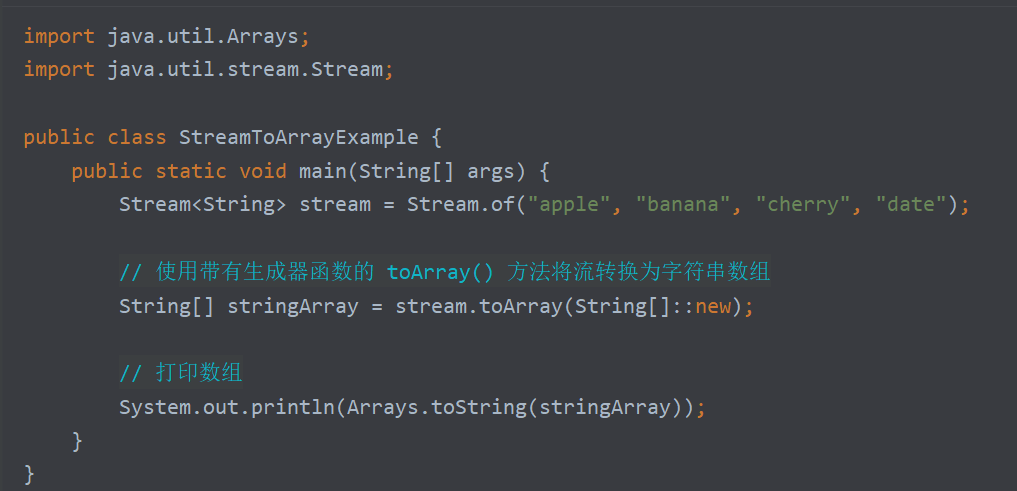 import java.util.Arrays;
import java.util.stream.Stream;
public class StreamToArrayExample {
    public static void main(String[] args) {
        Stream<String> stream = Stream.of("apple", "banana", "cherry", "date");
        // 使用带有生成器函数的 toArray() 方法将流转换为字符串数组
        String[] stringArray = stream.toArray(String[]::new);
        // 打印数组
        System.out.println(Arrays.toString(stringArray));
    }
}